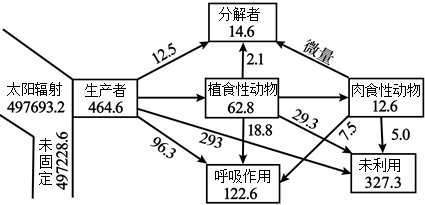 分解者
14.6
12.5
2.1
微量
太阳辐射
497693.2
生产者
464.6
植食性动物
62.8
肉食性动物
12.6
未固定
497228.6
96.3
293
18.8
29.3
7.5
5.0
呼吸作用
122.6
未利用
327.3